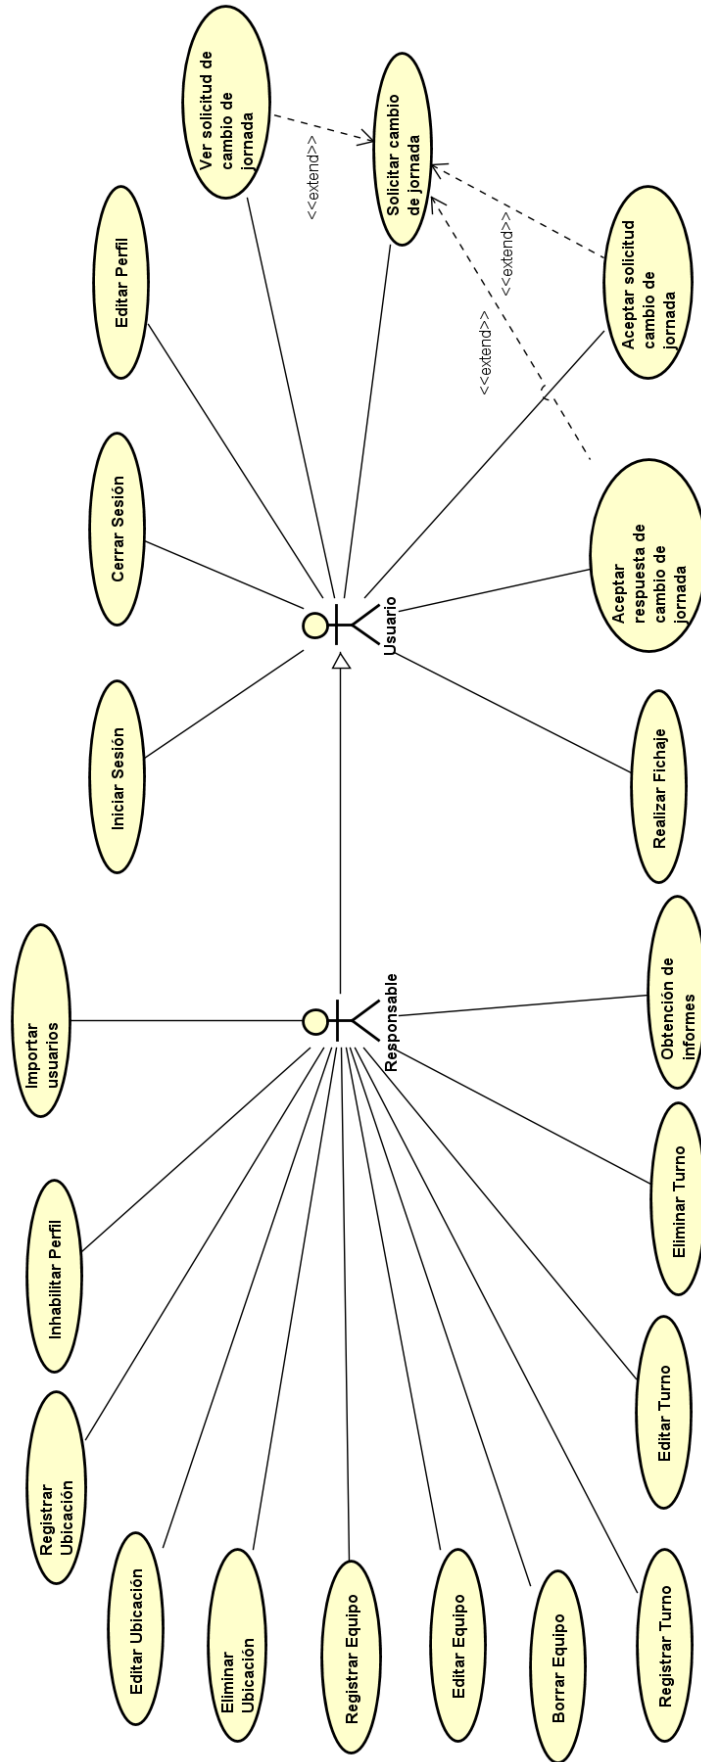 Importar
usuarios
Inhabilitar Perfil
Registrar
Ubicación
Editar Ubicación
Eliminar
Ubicación
Registrar Equipo
Editar Equipo
Borrar Equipo
Registrar Turno
Editar Turno
Eliminar Turno
Obtención de
informes
Responsable
Iniciar Sesión
Cerrar Sesión
Editar Perfil
Ver solicitud de
cambio de
jornada
<<extend>>
Solicitar cambio
de jornada
<<extend>>
<<extend>>
Aceptar solicitud
cambio de
jornada
Aceptar
respuesta de
cambio de
jornada
Realizar Fichaje
Usuario